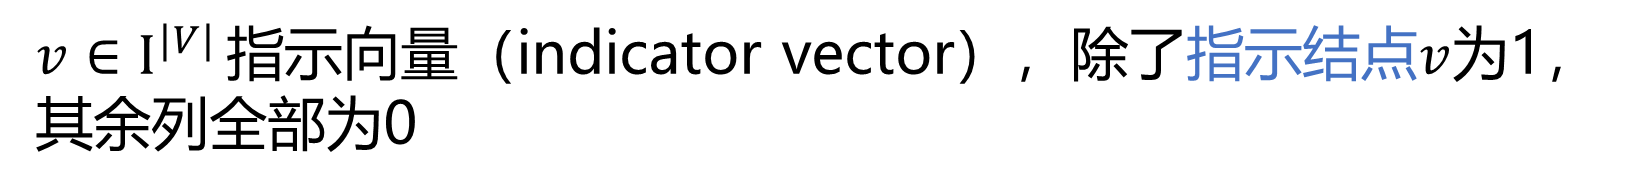 v ∈ I^|V| 指示向量（indicator vector），除了指示结点v为1，
其余列全部为0